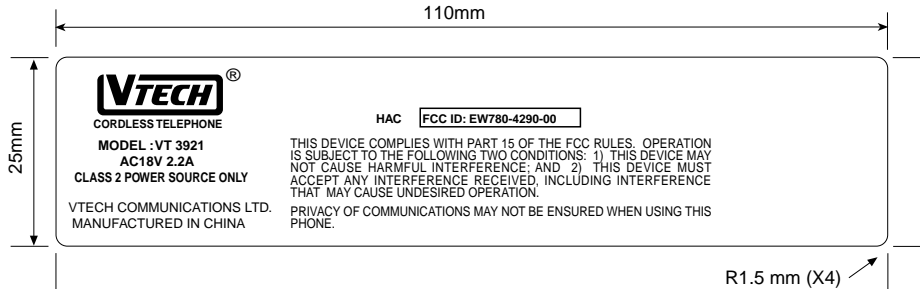 110mm
25mm
VTECH®
CORDLESS TELEPHONE
MODEL : VT 3921
AC18V 2.2A
CLASS 2 POWER SOURCE ONLY
VTECH COMMUNICATIONS LTD.
MANUFACTURED IN CHINA
HAC FCC ID: EW780-4290-00
THIS DEVICE COMPLIES WITH PART 15 OF THE FCC RULES. OPERATION
IS SUBJECT TO THE FOLLOWING TWO CONDITIONS: 1) THIS DEVICE MAY
NOT CAUSE HARMFUL INTERFERENCE; AND 2) THIS DEVICE MUST
ACCEPT ANY INTERFERENCE RECEIVED, INCLUDING INTERFERENCE
THAT MAY CAUSE UNDESIRED OPERATION.
PRIVACY OF COMMUNICATIONS MAY NOT BE ENSURED WHEN USING THIS
PHONE.
R1.5 mm (X4)